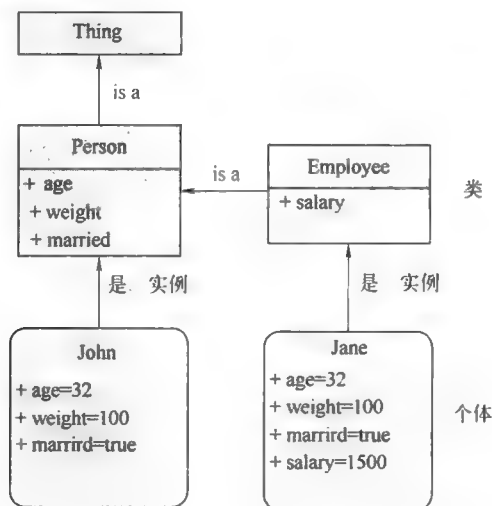 Thing
is a
Person
+ age
+ weight
+ married
is a
Employee
+ salary
类
是 实例
是 实例
John
+ age=32
+ weight=100
+ marrird=true
Jane
+ age=32
+ weight=100
+ marrird=true
+ salary=1500
个体